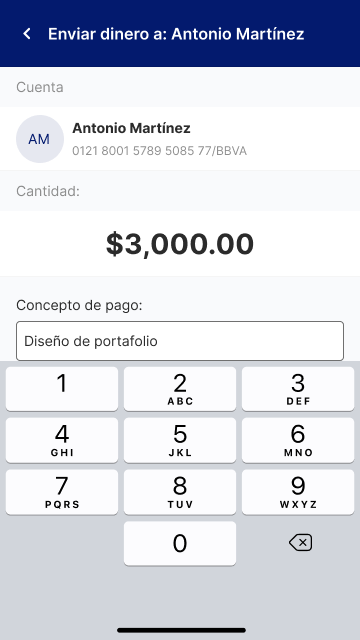 Enviar dinero a: Antonio Martínez
Cuenta
AM
Antonio Martínez
0121 8001 5789 5085 77/BBVA
Cantidad:
$3,000.00
Concepto de pago:
Diseño de portafolio
1 2 3
ABC DEF
4 5 6
GHI JKL MNO
7 8 9
PQRS TUV WXYZ
0